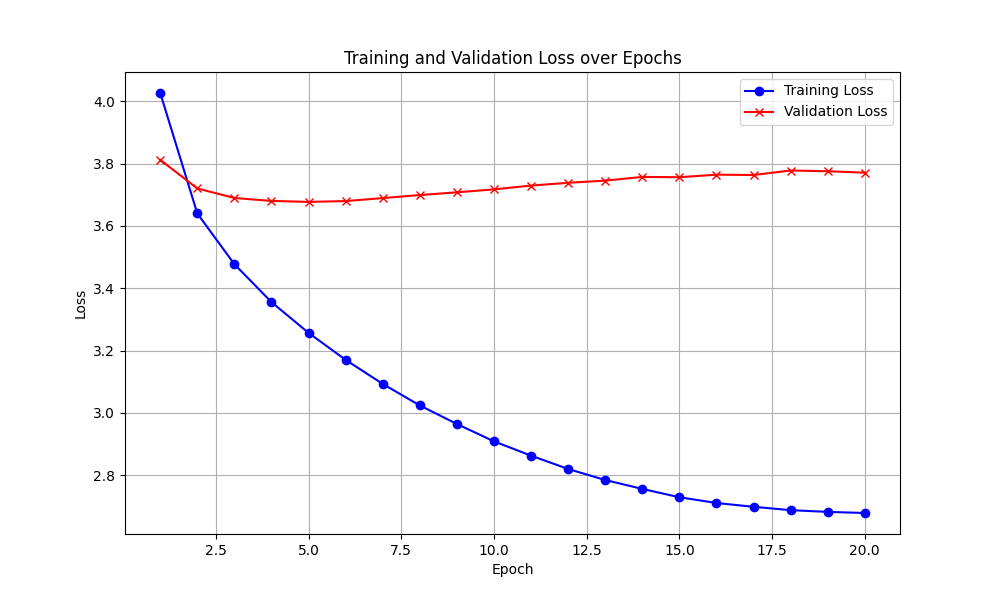 Training and Validation Loss over Epochs
Training Loss
Validation Loss
4.0
3.8
3.6
3.4
3.2
3.0
2.8
Loss
2.5 5.0 7.5 10.0 12.5 15.0 17.5 20.0
Epoch